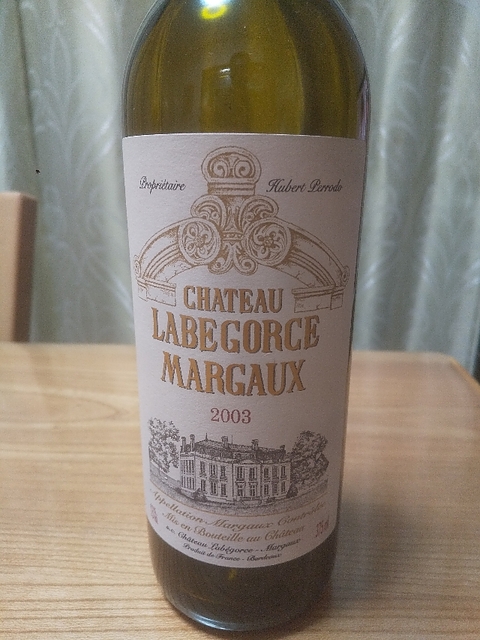 Propriétaire Hubert Perrodo
CHATEAU
LABEGORCE
MARGAUX
2003
Appellation Margaux Contrôlée
Mis en Bouteille au Château
Château Labégorce - Margaux
Produit de France - Bordeaux